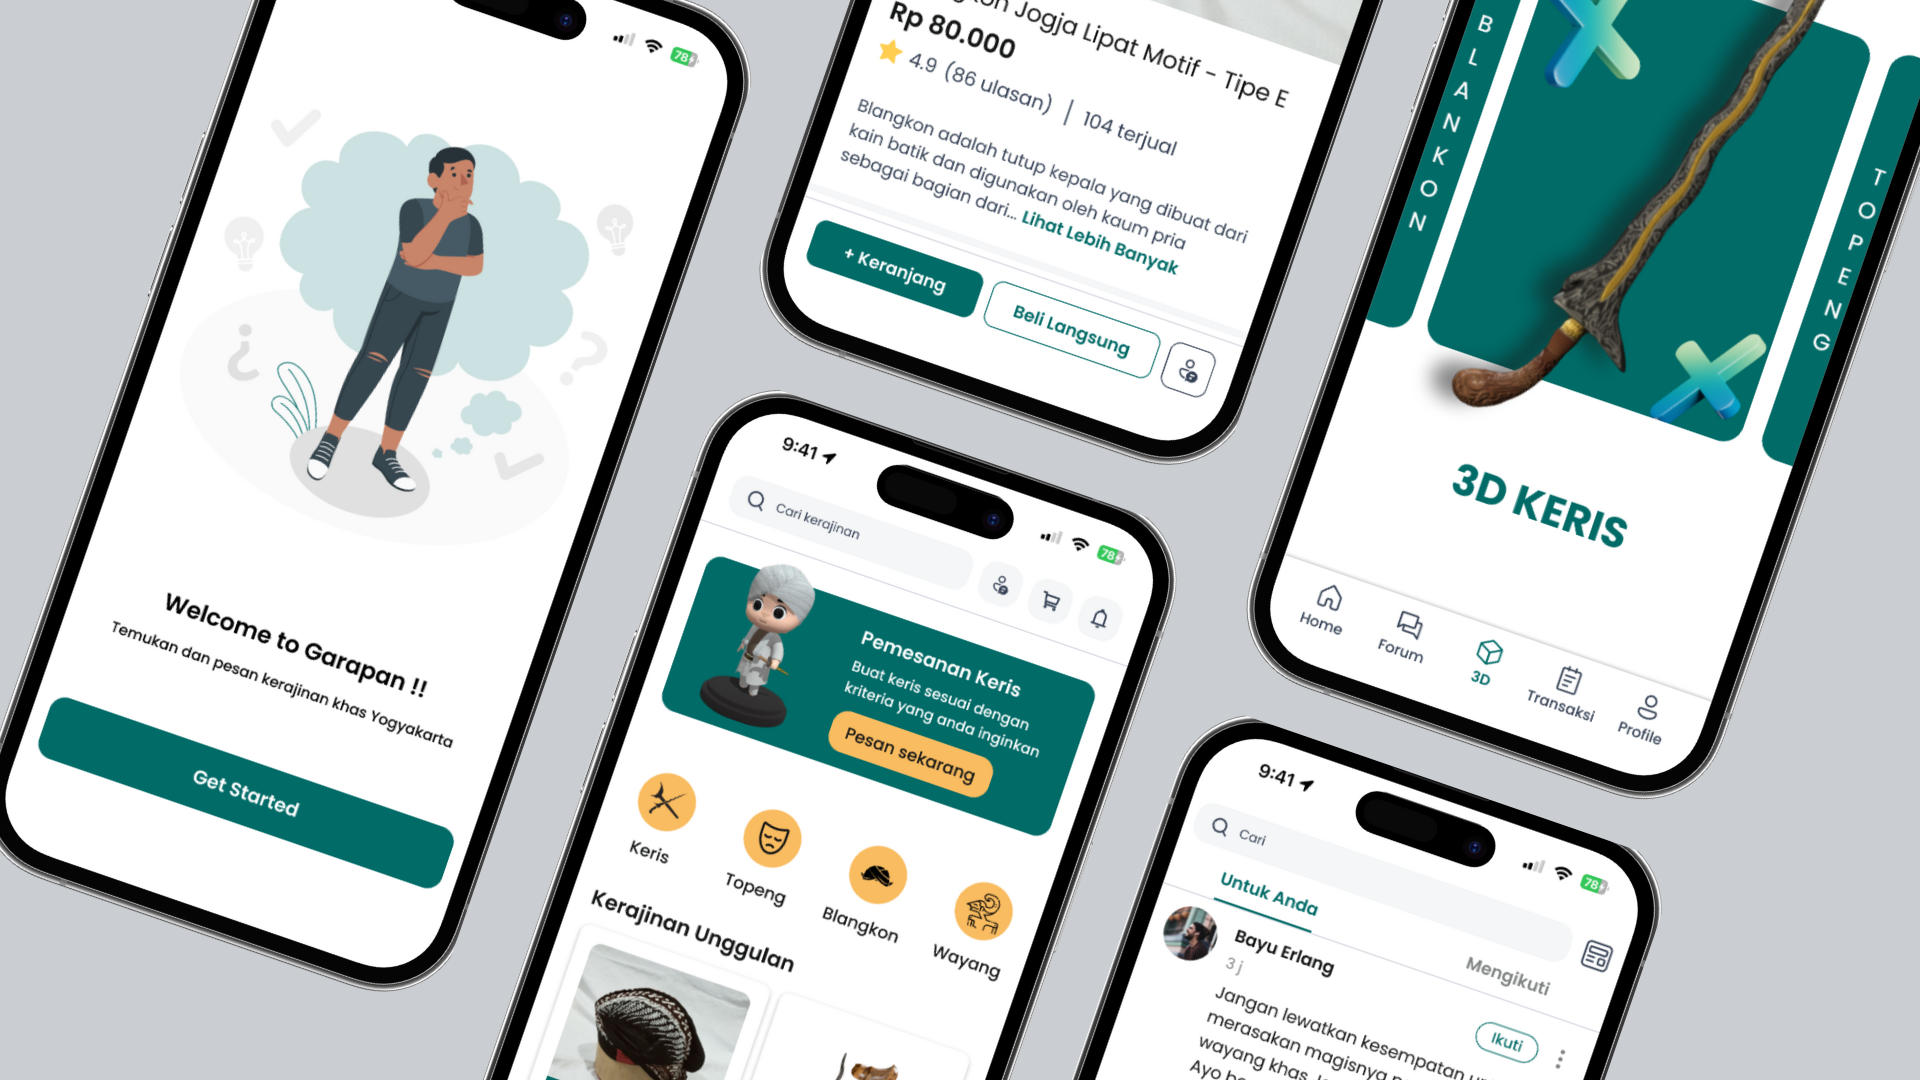 78
Welcome to Garapan !!
Temukan dan pesan kerajinan khas Yogyakarta
Get Started
Jogja Lipat Motif - Tipe E
Rp 80.000
4.9 (86 ulasan) | 104 terjual
Blangkon adalah tutup kepala yang dibuat dari
kain batik dan digunakan oleh kaum pria
sebagai bagian dari... Lihat Lebih Banyak
+ Keranjang
Beli Langsung
9:41
78
Cari kerajinan
Pemesanan Keris
Buat keris sesuai dengan
kriteria yang anda inginkan
Pesan sekarang
Keris
Topeng
Blangkon
Wayang
Kerajinan Unggulan
BLANKON
TOPENG
3D KERIS
Home
Forum
3D
Transaksi
Profile
9:41
78
Cari
Untuk Anda
Mengikuti
Bayu Erlang
3 j
Ikuti
Jangan lewatkan kesempatan
merasakan magisnya
wayang khas
Ayo